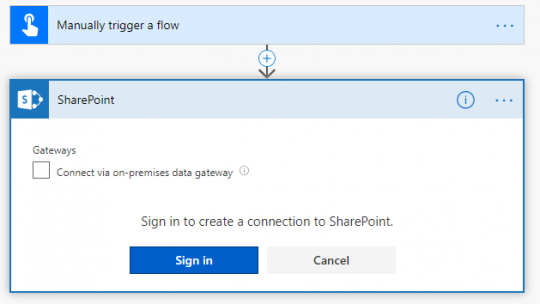 Manually trigger a flow
SharePoint
Gateways
Connect via on-premises data gateway
Sign in to create a connection to SharePoint.
Sign in
Cancel